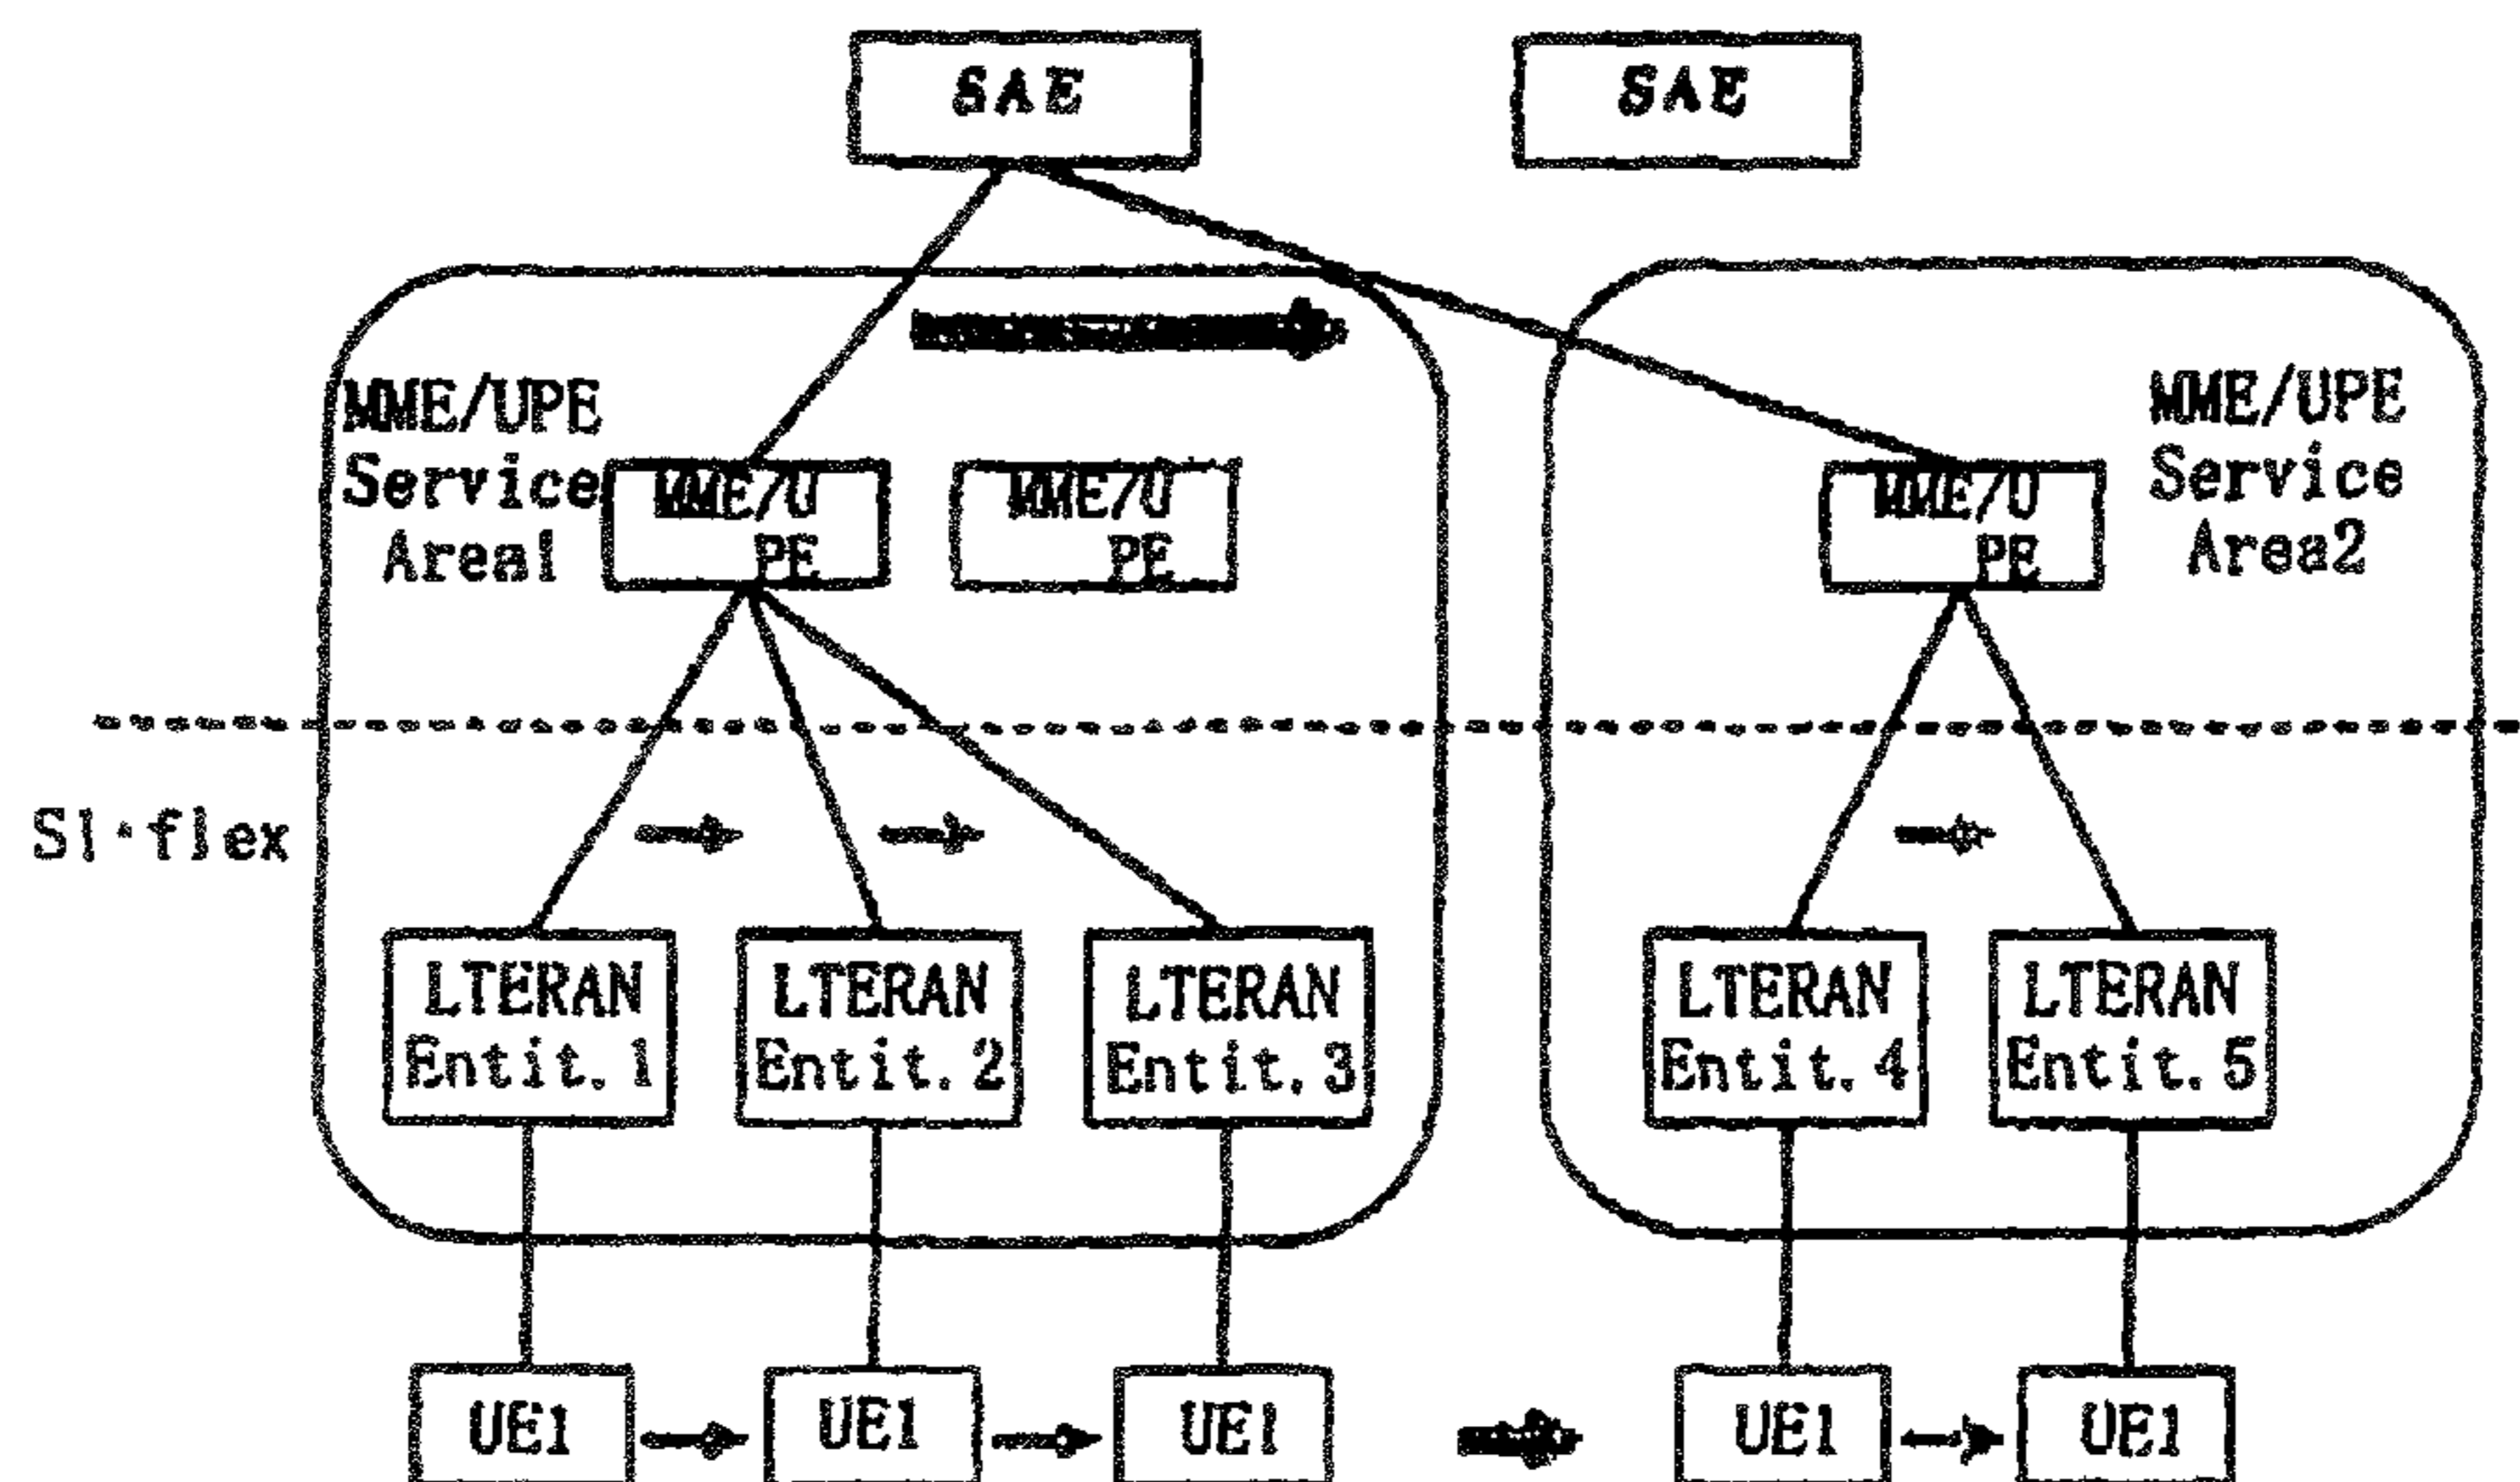 SAE
SAE
MME/UPE
Service
Area1
MME/U
PE
MME/U
PE
MME/U
PE
MME/UPE
Service
Area2
S1·flex
LTERAN
Entit.1
LTERAN
Entit.2
LTERAN
Entit.3
LTERAN
Entit.4
LTERAN
Entit.5
UE1
UE1
UE1
UE1
UE1